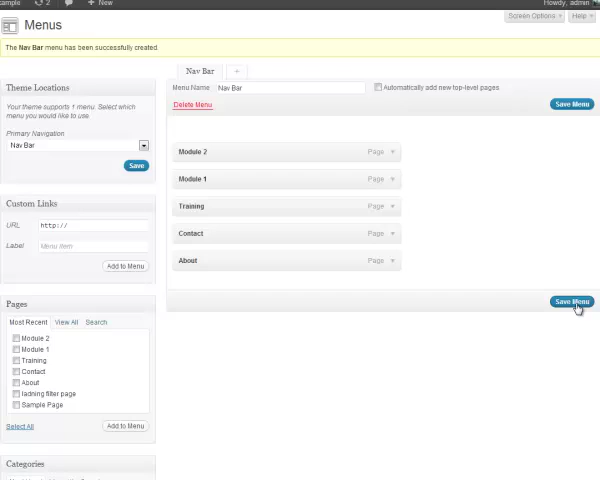 2
New
Howdy, admin
Menus
Screen Options
Help
The Nav Bar menu has been successfully created.
Theme Locations
Your theme supports 1 menu. Select which
menu you would like to use
Primary Navigation
Nav Bar
Save
Custom Links
URL
http://
Label
Menu Item
Add to Menu
Pages
Most Recent
View All
Search
Module 2
Module 1
Training
Contact
About
ladning filter page
Sample Page
Select All
Add to Menu
Categories
Nav Bar
+
Menu Name
Nav Bar
Automatically add new top-level pages
Delete Menu
Save Menu
Module 2
Page
Module 1
Page
Training
Page
Contact
Page
About
Page
Save Menu